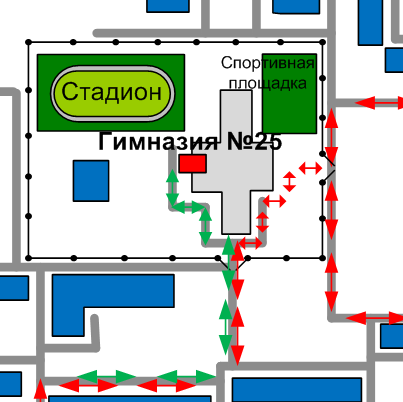 Спортивная
площадка
Стадион
Гимназия №25